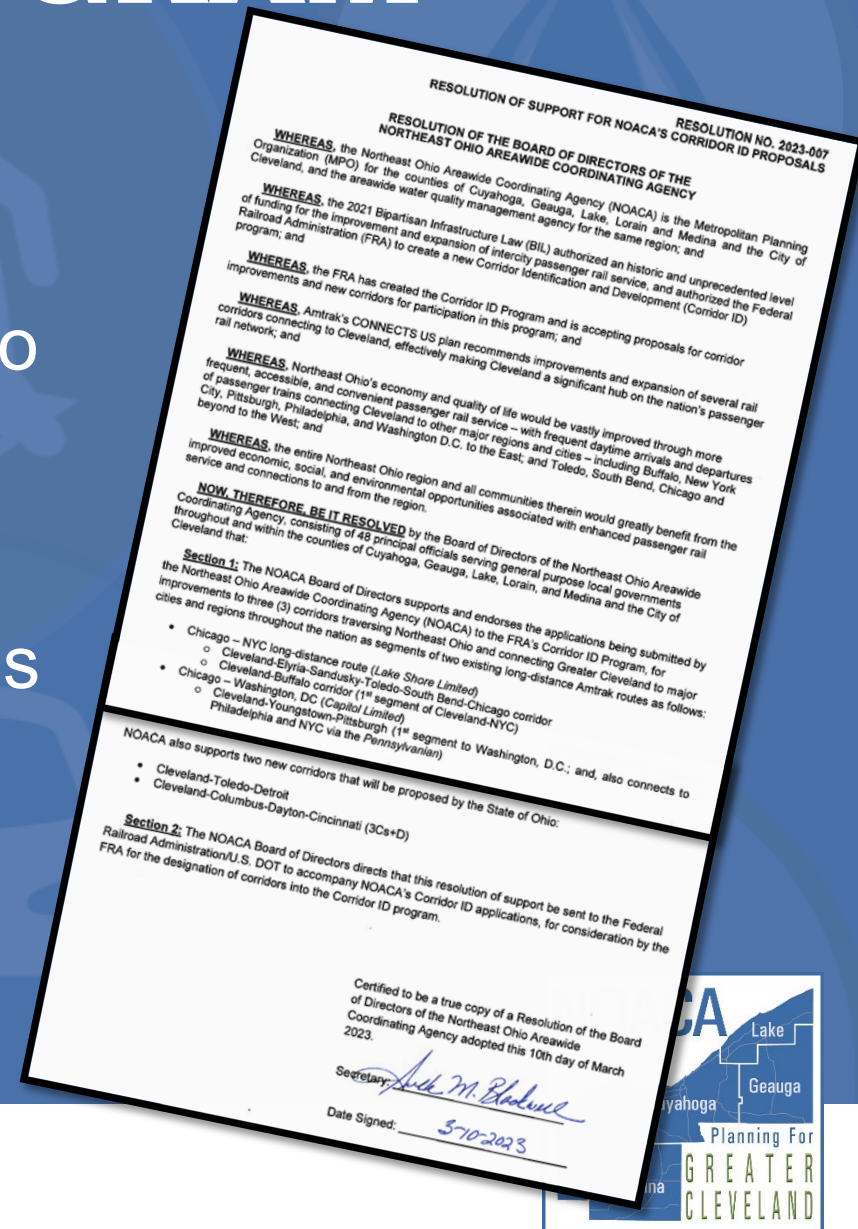 RESOLUTION NO. 2023-007
RESOLUTION OF SUPPORT FOR NOACA'S CORRIDOR ID PROPOSALS
RESOLUTION OF THE BOARD OF DIRECTORS OF THE
NORTHEAST OHIO AREAWIDE COORDINATING AGENCY
WHEREAS, the Northeast Ohio Areawide Coordinating Agency (NOACA) is the Metropolitan Planning
Organization (MPO) for the counties of Cuyahoga, Geauga, Lake, Lorain and Medina and the City of
Cleveland, and the areawide water quality management agency for the same region; and
WHEREAS, the 2021 Bipartisan Infrastructure Law (BIL) authorized an historic and unprecedented level
of funding for the improvement and expansion of intercity passenger rail service, and authorized the Federal
Railroad Administration (FRA) to create a new Corridor Identification and Development (Corridor ID)
program; and
WHEREAS, the FRA has created the Corridor ID Program and is accepting proposals for corridor
improvements and new corridors for participation in this program; and
WHEREAS, Amtrak's CONNECTS US plan recommends improvements and expansion of several rail
corridors connecting to Cleveland, effectively making Cleveland a significant hub on the nation's passenger
rail network; and
WHEREAS, Northeast Ohio's economy and quality of life would be vastly improved through more
frequent, accessible, and convenient passenger rail service – with frequent daytime arrivals and departures
of passenger trains connecting Cleveland to other major regions and cities – including Buffalo, New York
City, Pittsburgh, Philadelphia, and Washington D.C. to the East; and Toledo, South Bend, Chicago and
beyond to the West; and
WHEREAS, the entire Northeast Ohio region and all communities therein would greatly benefit from the
improved economic, social, and environmental opportunities associated with enhanced passenger rail
service and connections to and from the region.
NOW, THEREFORE, BE IT RESOLVED by the Board of Directors of the Northeast Ohio Areawide
Coordinating Agency, consisting of 48 principal officials serving general purpose local governments
throughout and within the counties of Cuyahoga, Geauga, Lake, Lorain, and Medina and the City of
Cleveland that:
Section 1: The NOACA Board of Directors supports and endorses the applications being submitted by
the Northeast Ohio Areawide Coordinating Agency (NOACA) to the FRA's Corridor ID Program, for
improvements to three (3) corridors traversing Northeast Ohio and connecting Greater Cleveland to major
cities and regions throughout the nation as segments of two existing long-distance Amtrak routes as follows:
• Chicago – NYC long-distance route (Lake Shore Limited)
o Cleveland-Elyria-Sandusky-Toledo-South Bend-Chicago corridor
o Cleveland-Buffalo corridor (1st segment of Cleveland-NYC)
• Chicago – Washington, DC (Capitol Limited)
o Cleveland-Youngstown-Pittsburgh (1st segment to Washington, D.C.; and, also connects to
Philadelphia and NYC via the Pennsylvanian)
NOACA also supports two new corridors that will be proposed by the State of Ohio:
• Cleveland-Toledo-Detroit
• Cleveland-Columbus-Dayton-Cincinnati (3Cs+D)
Section 2: The NOACA Board of Directors directs that this resolution of support be sent to the Federal
Railroad Administration/U.S. DOT to accompany NOACA's Corridor ID applications, for consideration by the
FRA for the designation of corridors into the Corridor ID program.
Certified to be a true copy of a Resolution of the Board
of Directors of the Northeast Ohio Areawide
Coordinating Agency adopted this 10th day of March
2023.
Secretary:
Date Signed: 3-10-2023
Lake
Geauga
Planning For
GREATER
CLEVELAND